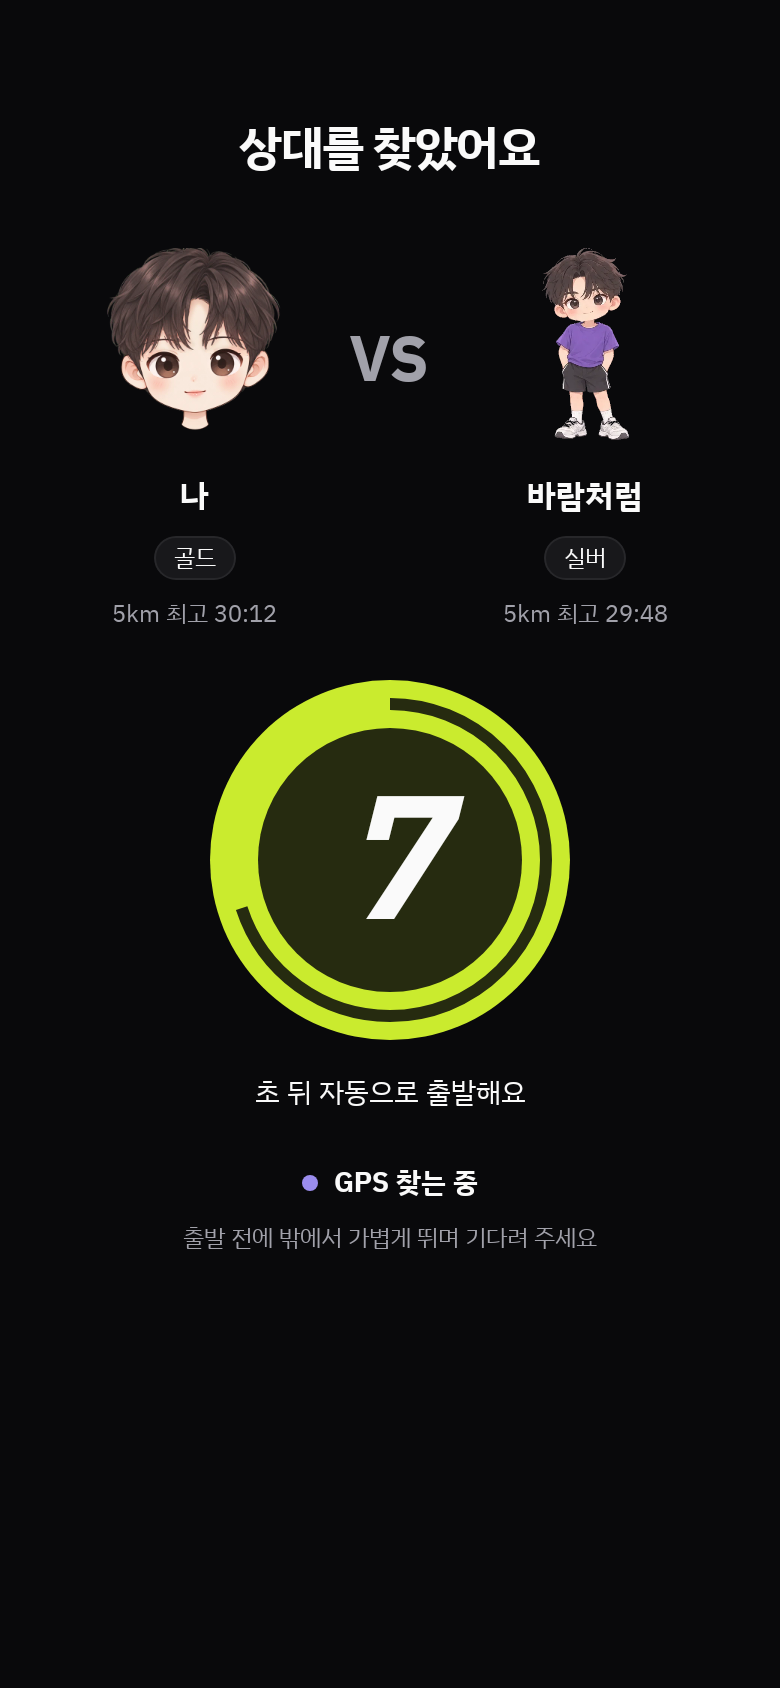 상대를 찾았어요
VS
나
바람처럼
골드
실버
5km 최고 30:12
5km 최고 29:48
7
초 뒤 자동으로 출발해요
GPS 찾는 중
출발 전에 밖에서 가볍게 뛰며 기다려 주세요